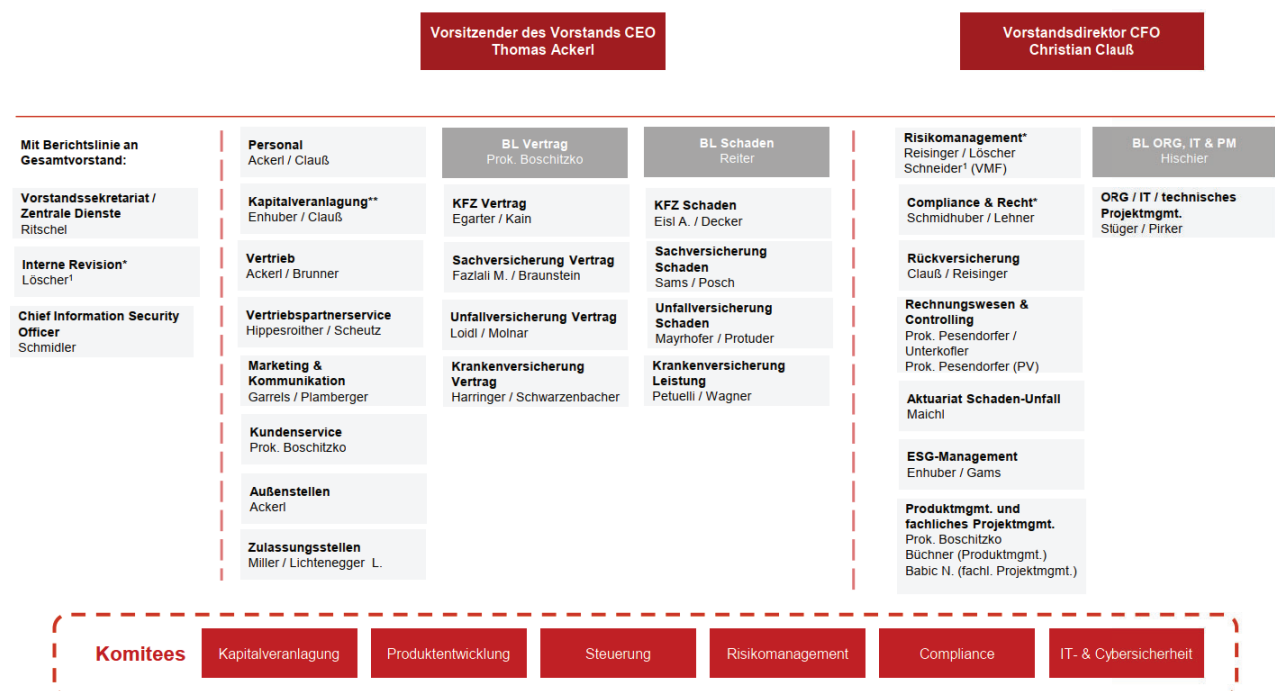 Vorsitzender des Vorstands CEO
Thomas Ackerl
Vorstandsdirektor CFO
Christian Clauß
Mit Berichtslinie an
Gesamtvorstand:
Vorstandssekretariat /
Zentrale Dienste
Ritschel
Interne Revision*
Löscher¹
Chief Information Security
Officer
Schmidler
Personal
Ackerl / Clauß
Kapitalveranlagung**
Enhuber / Clauß
Vertrieb
Ackerl / Brunner
Vertriebspartnerservice
Hippesroither / Scheutz
Marketing &
Kommunikation
Garrels / Plamberger
Kundenservice
Prok. Boschitzko
Außenstellen
Ackerl
Zulassungsstellen
Miller / Lichtenegger L.
BL Vertrag
Prok. Boschitzko
KFZ Vertrag
Egarter / Kain
Sachversicherung Vertrag
Fazlali M. / Braunstein
Unfallversicherung Vertrag
Loidl / Molnar
Krankenversicherung
Vertrag
Harringer / Schwarzenbacher
BL Schaden
Reiter
KFZ Schaden
Eisl A. / Decker
Sachversicherung
Schaden
Sams / Posch
Unfallversicherung
Schaden
Mayrhofer / Protuder
Krankenversicherung
Leistung
Petuelli / Wagner
Risikomanagement*
Reisinger / Löscher
Schneider¹ (VMF)
Compliance & Recht*
Schmidhuber / Lehner
Rückversicherung
Clauß / Reisinger
Rechnungswesen &
Controlling
Prok. Pesendorfer /
Unterkofler
Prok. Pesendorfer (PV)
Aktuariat Schaden-Unfall
Maichl
ESG-Management
Enhuber / Gams
Produktmgmt. und
fachliches Projektmgmt.
Prok. Boschitzko
Büchner (Produktmgmt.)
Babic N. (fachl. Projektmgmt.)
BL ORG, IT & PM
Hischier
ORG / IT / technisches
Projektmgmt.
Slüger / Pirker
Komitees
Kapitalveranlagung
Produktentwicklung
Steuerung
Risikomanagement
Compliance
IT- & Cybersicherheit